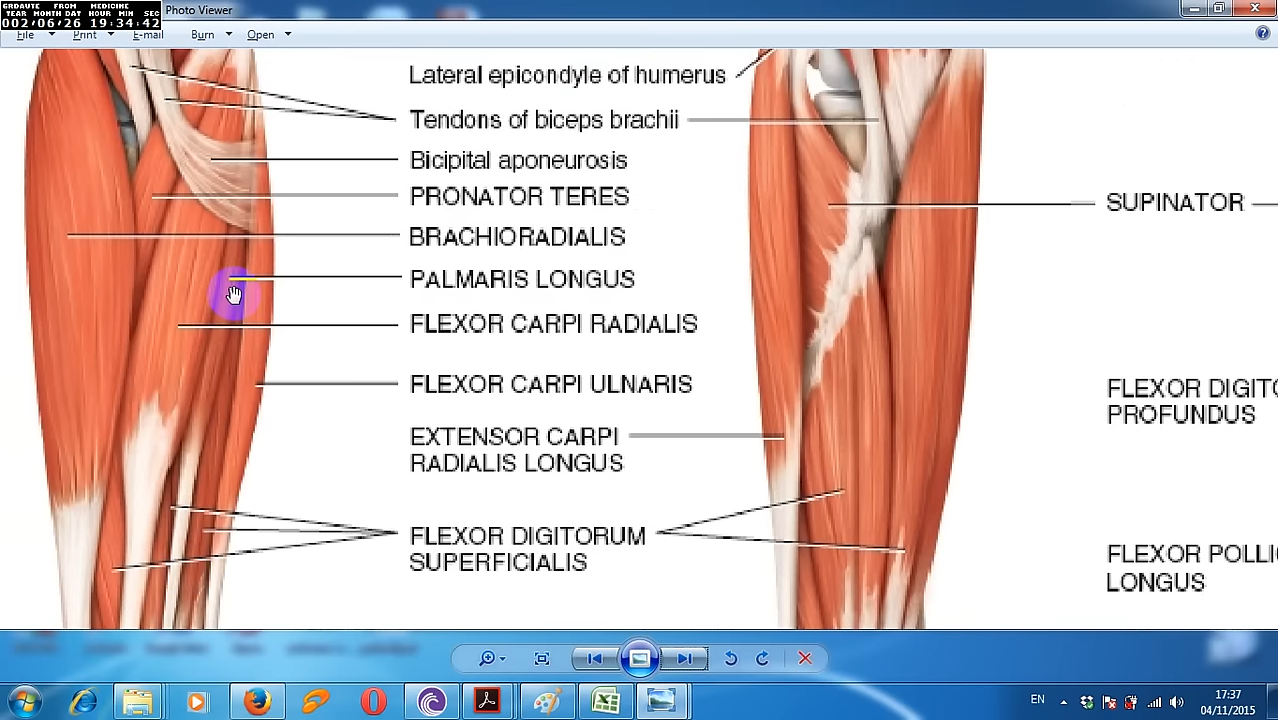 GRDAUTE FROM MEDICINE
YEAR MONTH DAY HOUR MIN SEC
002/06/26 19:34:42
Photo Viewer
File Print E-mail Burn Open
Lateral epicondyle of humerus
Tendons of biceps brachii
Bicipital aponeurosis
PRONATOR TERES
BRACHIORADIALIS
PALMARIS LONGUS
FLEXOR CARPI RADIALIS
FLEXOR CARPI ULNARIS
EXTENSOR CARPI
RADIALIS LONGUS
FLEXOR DIGITORUM
SUPERFICIALIS
SUPINATOR
FLEXOR DIGITO
PROFUNDUS
FLEXOR POLLI
LONGUS
EN
17:37
04/11/2015